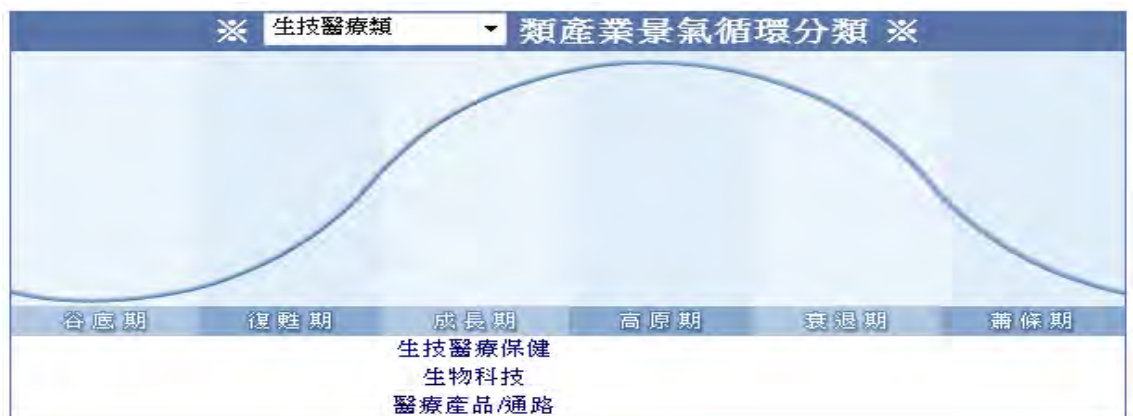 ※ 生技醫療類 類產業景氣循環分類 ※
谷底期 復甦期 成長期 高原期 衰退期 蕭條期
生技醫療保健
生物科技
醫療產品/通路